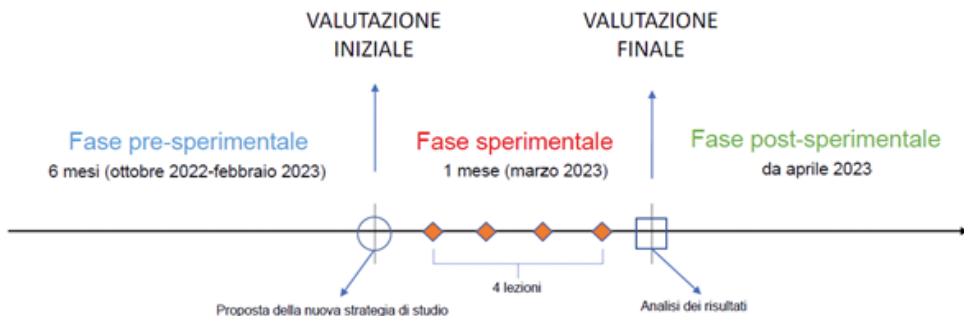 VALUTAZIONE
INIZIALE
VALUTAZIONE
FINALE
Fase pre-sperimentale
6 mesi (ottobre 2022-febbraio 2023)
Fase sperimentale
1 mese (marzo 2023)
Fase post-sperimentale
da aprile 2023
4 lezioni
Proposta della nuova strategia di studio
Analisi dei risultati